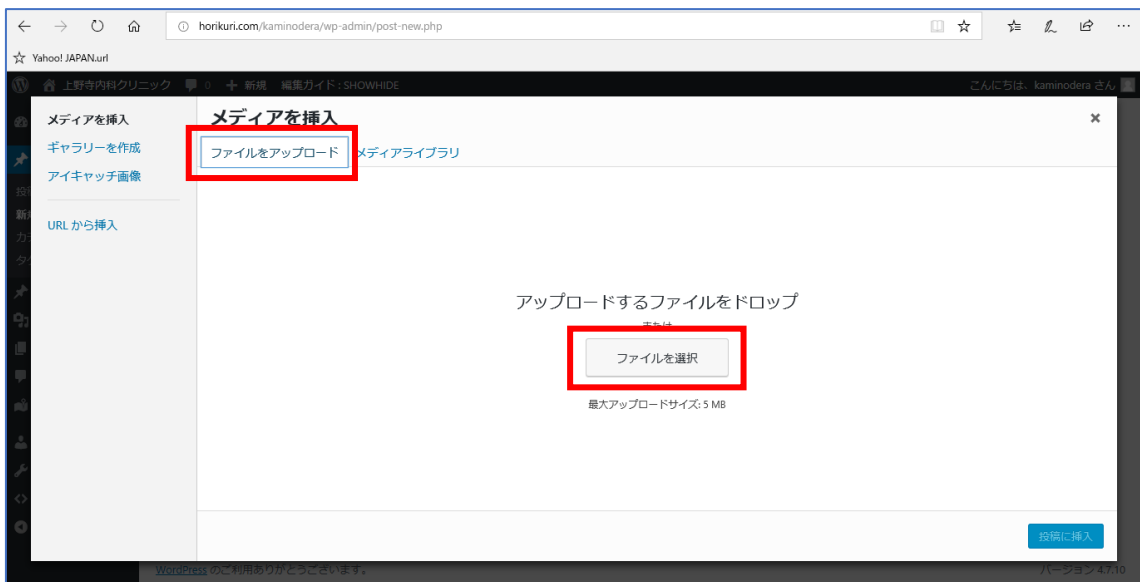 horikuri.com/kaminodera/wp-admin/post-new.php
Yahoo! JAPAN.url
上野寺内科クリニック 0 新規 編集ガイド : SHOWHIDE こんにちは、kaminodera さん
メディアを挿入
ギャラリーを作成
アイキャッチ画像
URL から挿入
メディアを挿入
ファイルをアップロード メディアライブラリ
アップロードするファイルをドロップ
または
ファイルを選択
最大アップロードサイズ: 5 MB
投稿に挿入
WordPress のご利用ありがとうございます。 バージョン 4.7.10